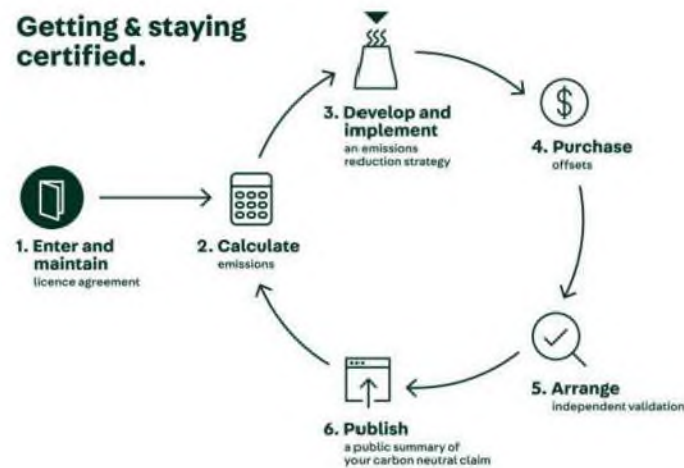 Getting & staying
certified.
1. Enter and
maintain
licence agreement
2. Calculate
emissions
3. Develop and
implement
an emissions
reduction strategy
$
4. Purchase
offsets
5. Arrange
independent validation
6. Publish
a public summary of
your carbon neutral claim